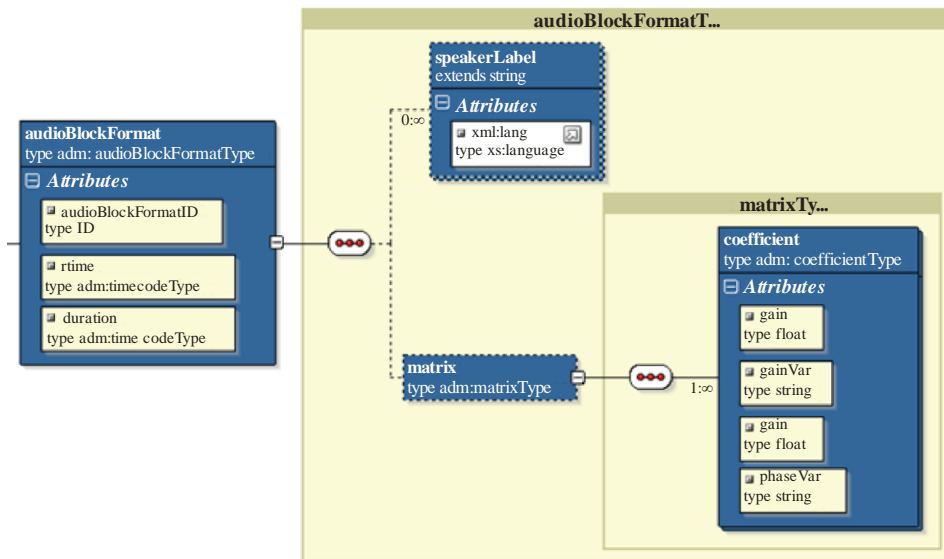 audioBlockFormatT...
speakerLabel
extends string
Attributes
xml:lang
type xs:language
0:∞
audioBlockFormat
type adm: audioBlockFormatType
Attributes
audioBlockFormatID
type ID
rtime
type adm:timecodeType
duration
type adm:time codeType
matrix
type adm:matrixType
matrixTy...
1:∞
coefficient
type adm: coefficientType
Attributes
gain
type float
gainVar
type string
gain
type float
phaseVar
type string